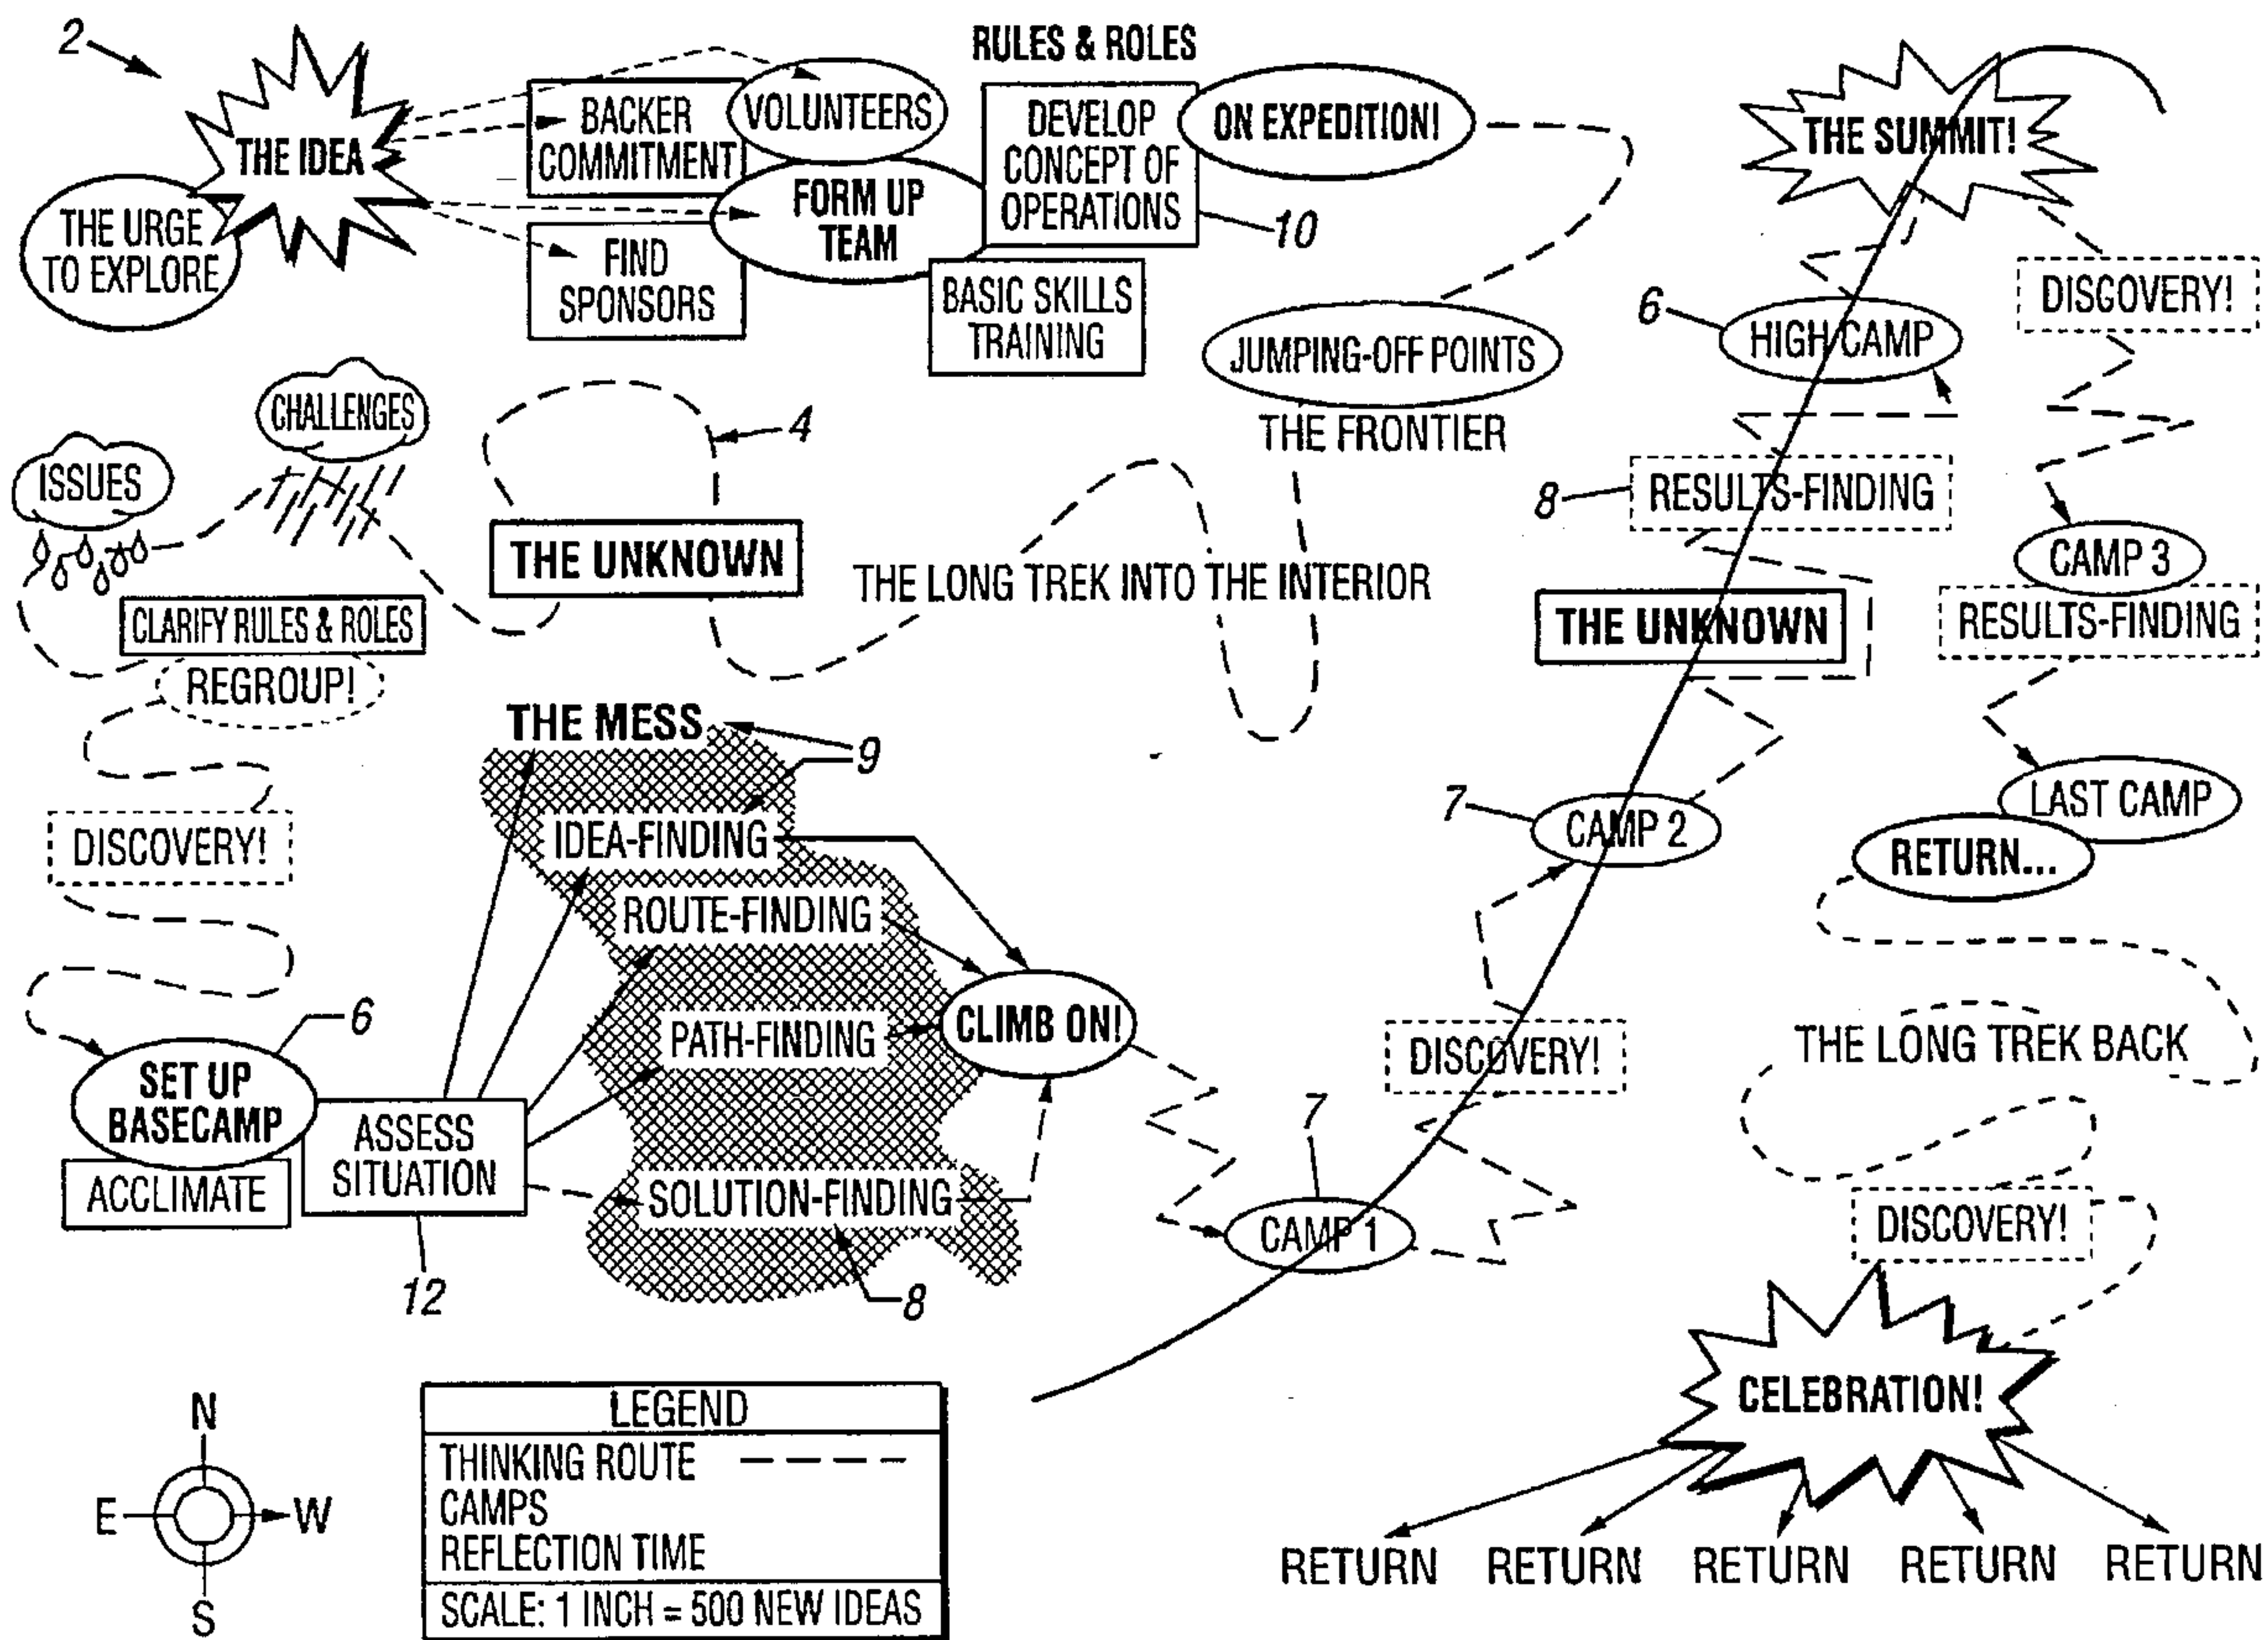 2
THE IDEA
THE URGE
TO EXPLORE
BACKER
COMMITMENT
VOLUNTEERS
FORM UP
TEAM
FIND
SPONSORS
RULES & ROLES
DEVELOP
CONCEPT OF
OPERATIONS
10
BASIC SKILLS
TRAINING
ON EXPEDITION!
JUMPING-OFF POINTS
THE FRONTIER
THE LONG TREK INTO THE INTERIOR
4
THE UNKNOWN
CHALLENGES
ISSUES
CLARIFY RULES & ROLES
REGROUP!
DISCOVERY!
6
SET UP
BASECAMP
ACCLIMATE
ASSESS
SITUATION
12
THE MESS
9
IDEA-FINDING
ROUTE-FINDING
PATH-FINDING
SOLUTION-FINDING
8
CLIMB ON!
7
CAMP 1
DISCOVERY!
7
CAMP 2
THE UNKNOWN
8
RESULTS-FINDING
6
HIGH CAMP
THE SUMMIT!
DISCOVERY!
CAMP 3
RESULTS-FINDING
LAST CAMP
RETURN...
THE LONG TREK BACK
DISCOVERY!
CELEBRATION!
RETURN RETURN RETURN RETURN RETURN
N
E W
S
LEGEND
THINKING ROUTE
CAMPS
REFLECTION TIME
SCALE: 1 INCH = 500 NEW IDEAS